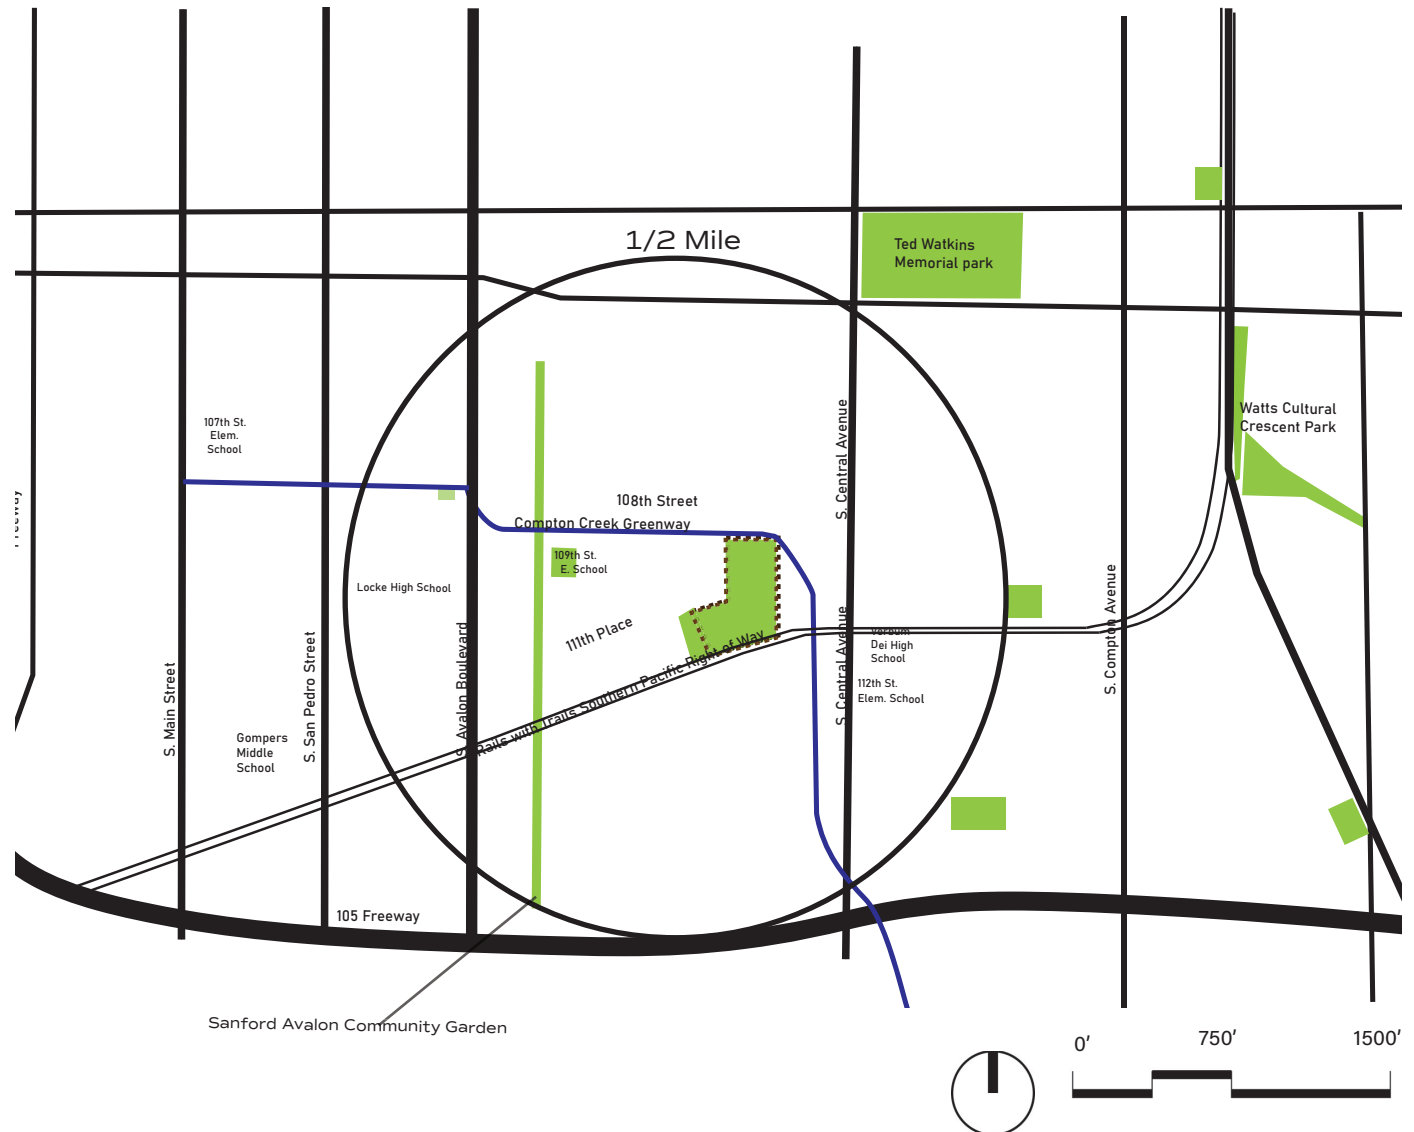 1/2 Mile
Ted Watkins
Memorial park
Watts Cultural
Crescent Park
107th St.
Elem.
School
S. Central Avenue
108th Street
Compton Creek Greenway
109th St.
E. School
Locke High School
111th Place
Freeway
S. Main Street
S. San Pedro Street
S. Avalon Boulevard
Rails with Trails Southern Pacific Right of Way
S. Central Avenue
Verbum
Dei High
School
112th St.
Elem. School
S. Compton Avenue
Gompers
Middle
School
105 Freeway
Sanford Avalon Community Garden
0' 750' 1500'